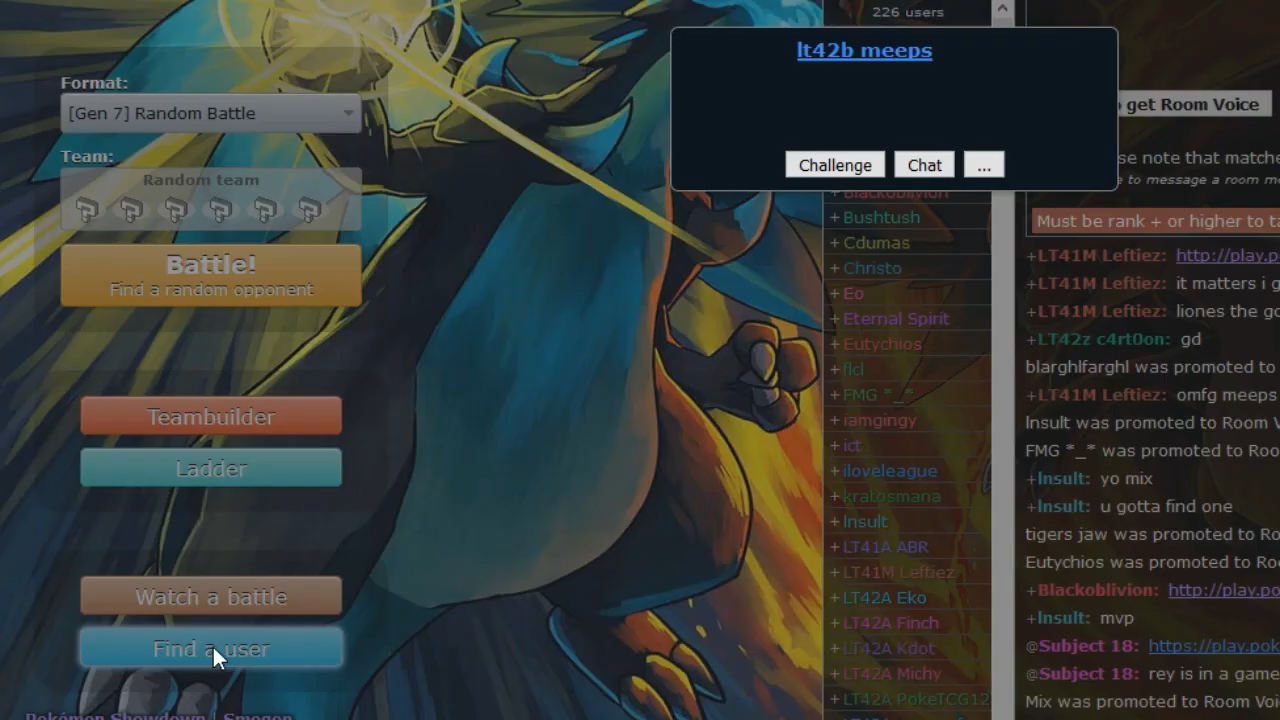 226 users
lt42b meeps
Challenge
Chat
...
Format:
[Gen 7] Random Battle
Team:
Random team
Battle!
Find a random opponent
Teambuilder
Ladder
Watch a battle
Find a user
Pokémon Showdown | Smogon
+Blackoblivion
+Bushtush
+Cdumas
+Christo
+Eo
+Eternal Spirit
+Eutychios
+flcl
+FMG *_*
+iamgingy
+ict
+iloveleague
+kratosmana
+Insult
+LT41A ABR
+LT41M Leftiez
+LT42A Eko
+LT42A Finch
+LT42A Kdot
+LT42A Michy
+LT42A PokeTCG12
get Room Voice
note that matche
to message a room mo
Must be rank + or higher to ta
+LT41M Leftiez: http://play.po
+LT41M Leftiez: it matters i g
+LT41M Leftiez: liones the go
+LT42z c4rt0on: gd
blarghlfarghl was promoted to
+LT41M Leftiez: omfg meeps
Insult was promoted to Room V
FMG *_* was promoted to Roo
+Insult: yo mix
+Insult: u gotta find one
tigers jaw was promoted to Ro
Eutychios was promoted to Roo
+Blackoblivion: http://play.po
+Insult: mvp
@Subject 18: https://play.pok
@Subject 18: rey is in a game
Mix was promoted to Room Voi